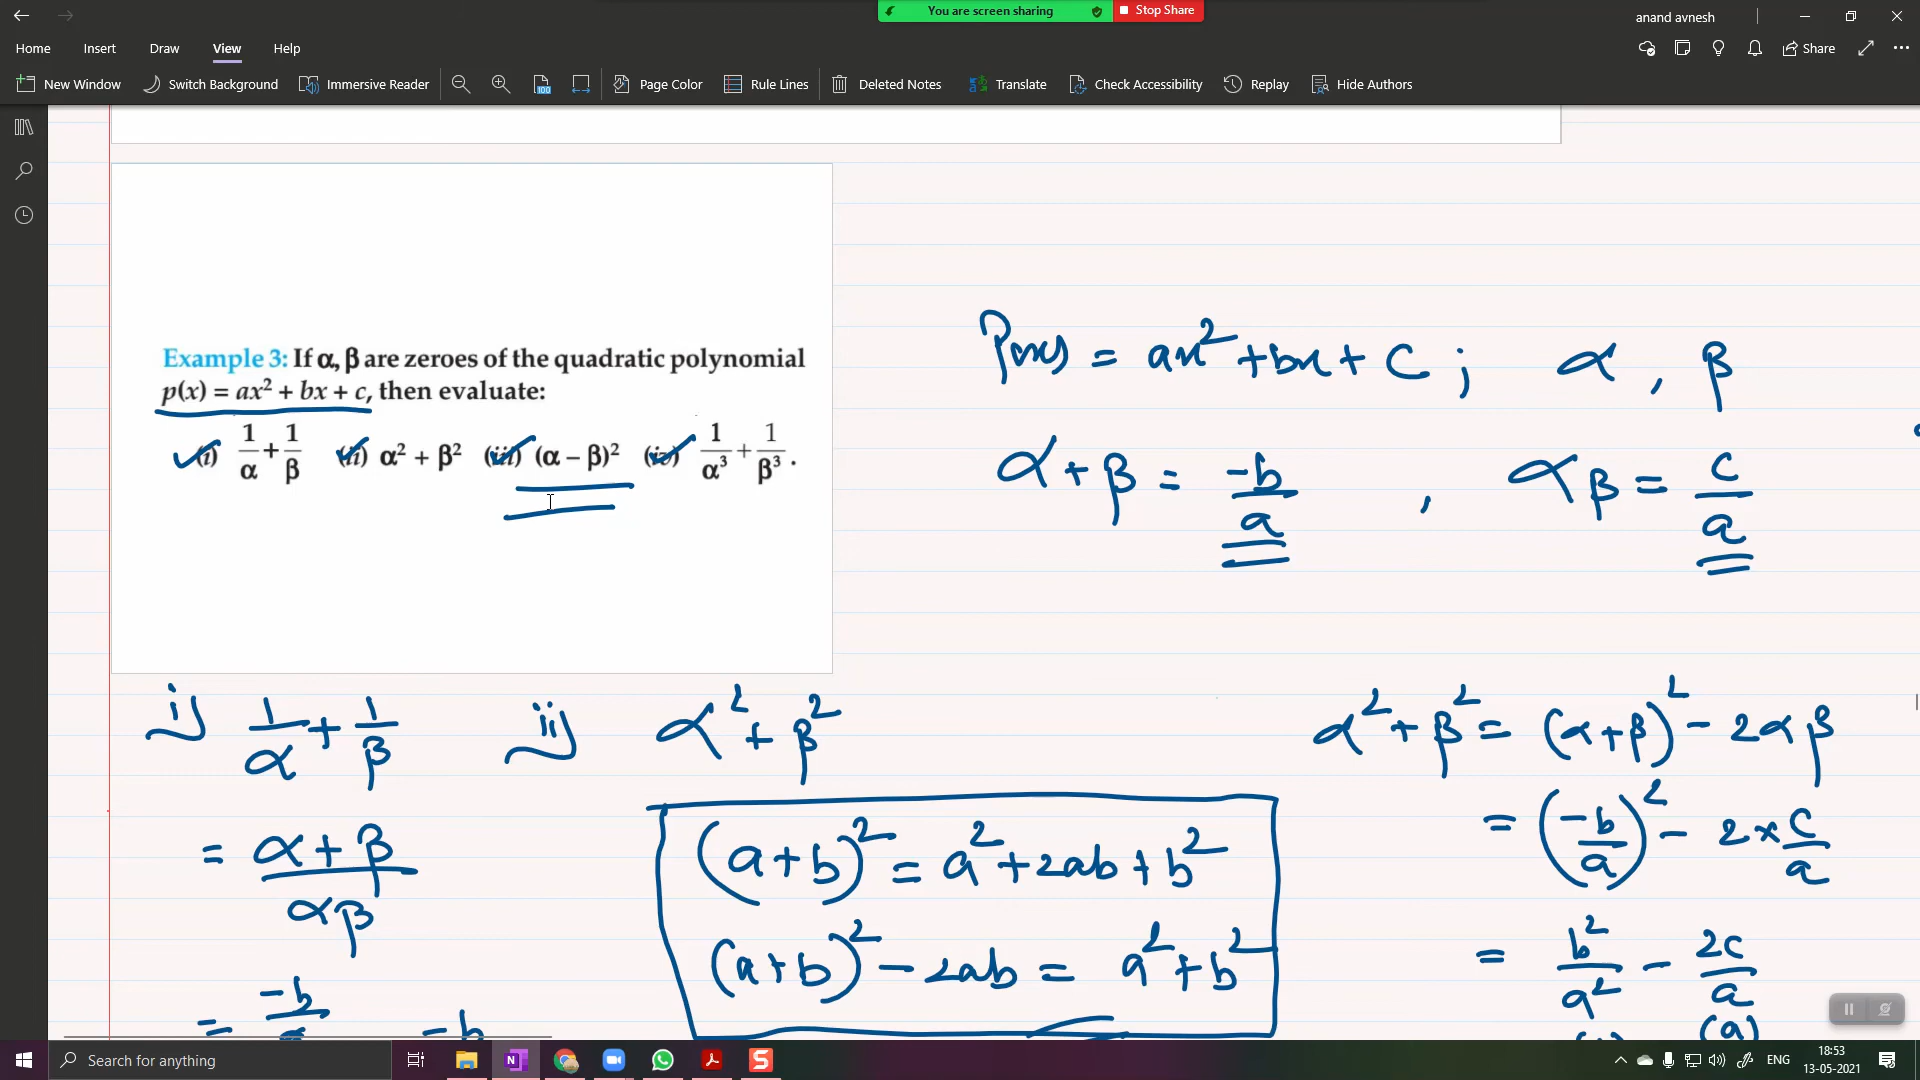 You are screen sharing
Stop Share
anand avnesh
Home Insert Draw View Help
Share
New Window Switch Background Immersive Reader 100 Page Color Rule Lines Deleted Notes Translate Check Accessibility Replay Hide Authors
Example 3: If α, β are zeroes of the quadratic polynomial
p(x) = ax² + bx + c, then evaluate:
(i) 1/α + 1/β (ii) α² + β² (iii) (α – β)² (iv) 1/α³ + 1/β³ .
P(x) = ax² + bx + c ; α , β
α + β = -b/a , αβ = c/a
i) 1/α + 1/β
= α + β / αβ
= -b/a
-b
ii) α² + β²
(a+b)² = a² + 2ab + b²
(a+b)² - 2ab = a² + b²
α² + β² = (α+β)² - 2αβ
= (-b/a)² - 2 × c/a
= b²/a² - 2c/a
(a)
Search for anything
ENG
18:53
13-05-2021